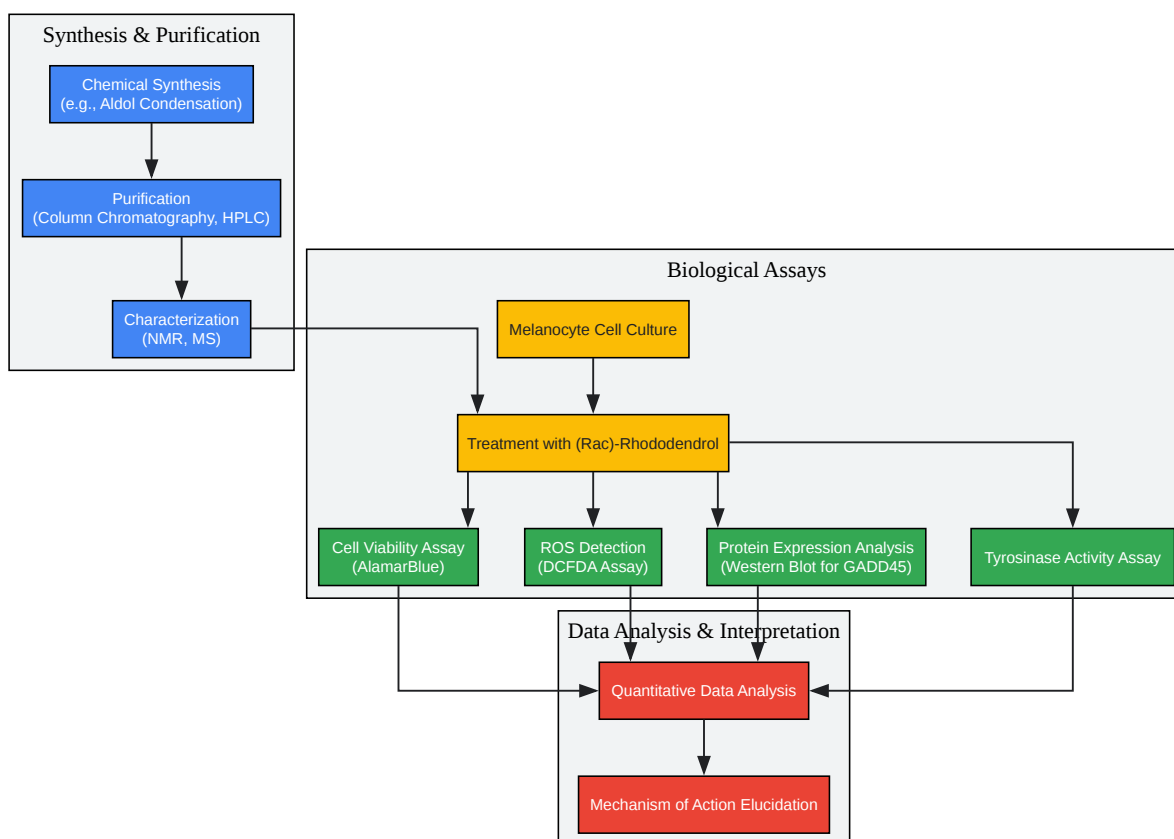 Synthesis & Purification
Chemical Synthesis
(e.g., Aldol Condensation)
Purification
(Column Chromatography, HPLC)
Characterization
(NMR, MS)
Biological Assays
Melanocyte Cell Culture
Treatment with (Rac)-Rhododendrol
Cell Viability Assay
(AlamarBlue)
ROS Detection
(DCFDA Assay)
Protein Expression Analysis
(Western Blot for GADD45)
Tyrosinase Activity Assay
Data Analysis & Interpretation
Quantitative Data Analysis
Mechanism of Action Elucidation